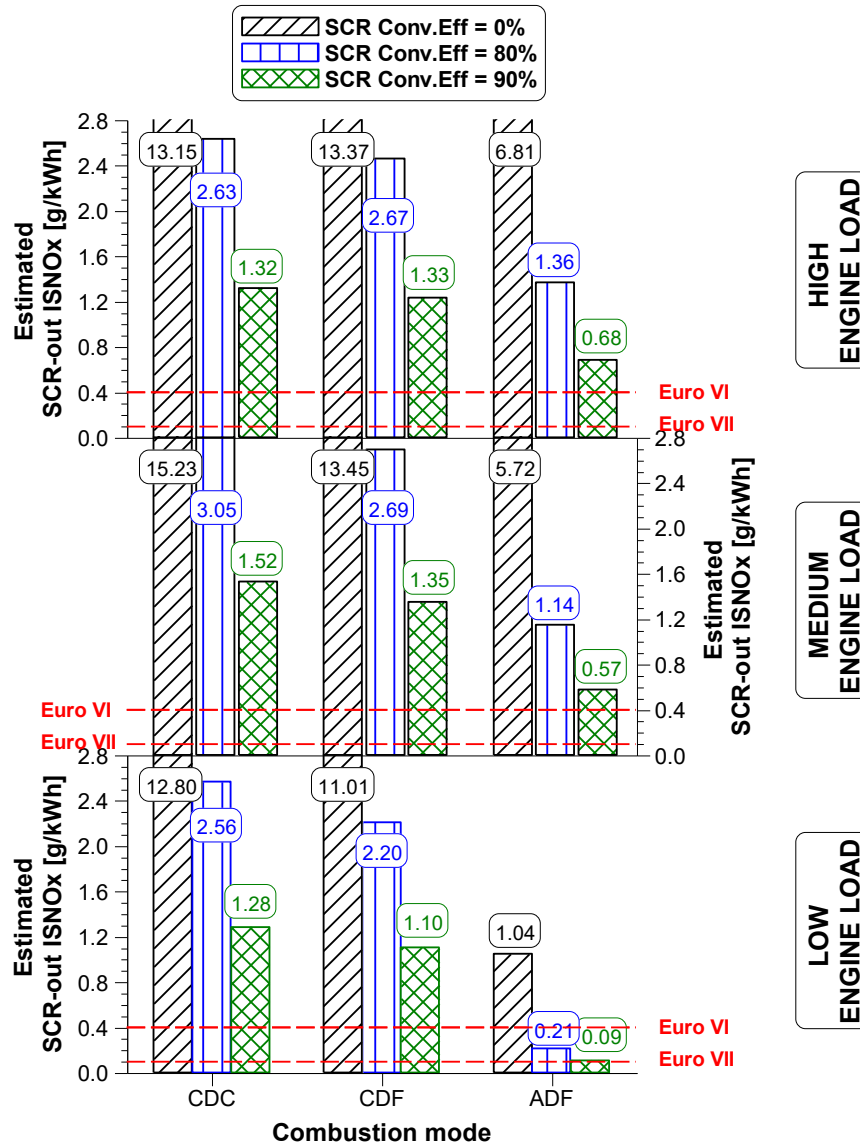 SCR Conv.Eff = 0%
SCR Conv.Eff = 80%
SCR Conv.Eff = 90%
Estimated
SCR-out ISNOx [g/kWh]
2.8
2.4
2.0
1.6
1.2
0.8
0.4
0.0
13.15
2.63
1.32
13.37
2.67
1.33
6.81
1.36
0.68
Euro VI
Euro VII
HIGH
ENGINE LOAD
15.23
3.05
1.52
13.45
2.69
1.35
5.72
1.14
0.57
Euro VI
Euro VII
2.8
2.4
2.0
1.6
1.2
0.8
0.4
0.0
Estimated
SCR-out ISNOx [g/kWh]
MEDIUM
ENGINE LOAD
Estimated
SCR-out ISNOx [g/kWh]
2.8
2.4
2.0
1.6
1.2
0.8
0.4
0.0
12.80
2.56
1.28
11.01
2.20
1.10
1.04
0.21
0.09
Euro VI
Euro VII
LOW
ENGINE LOAD
CDC
CDF
ADF
Combustion mode